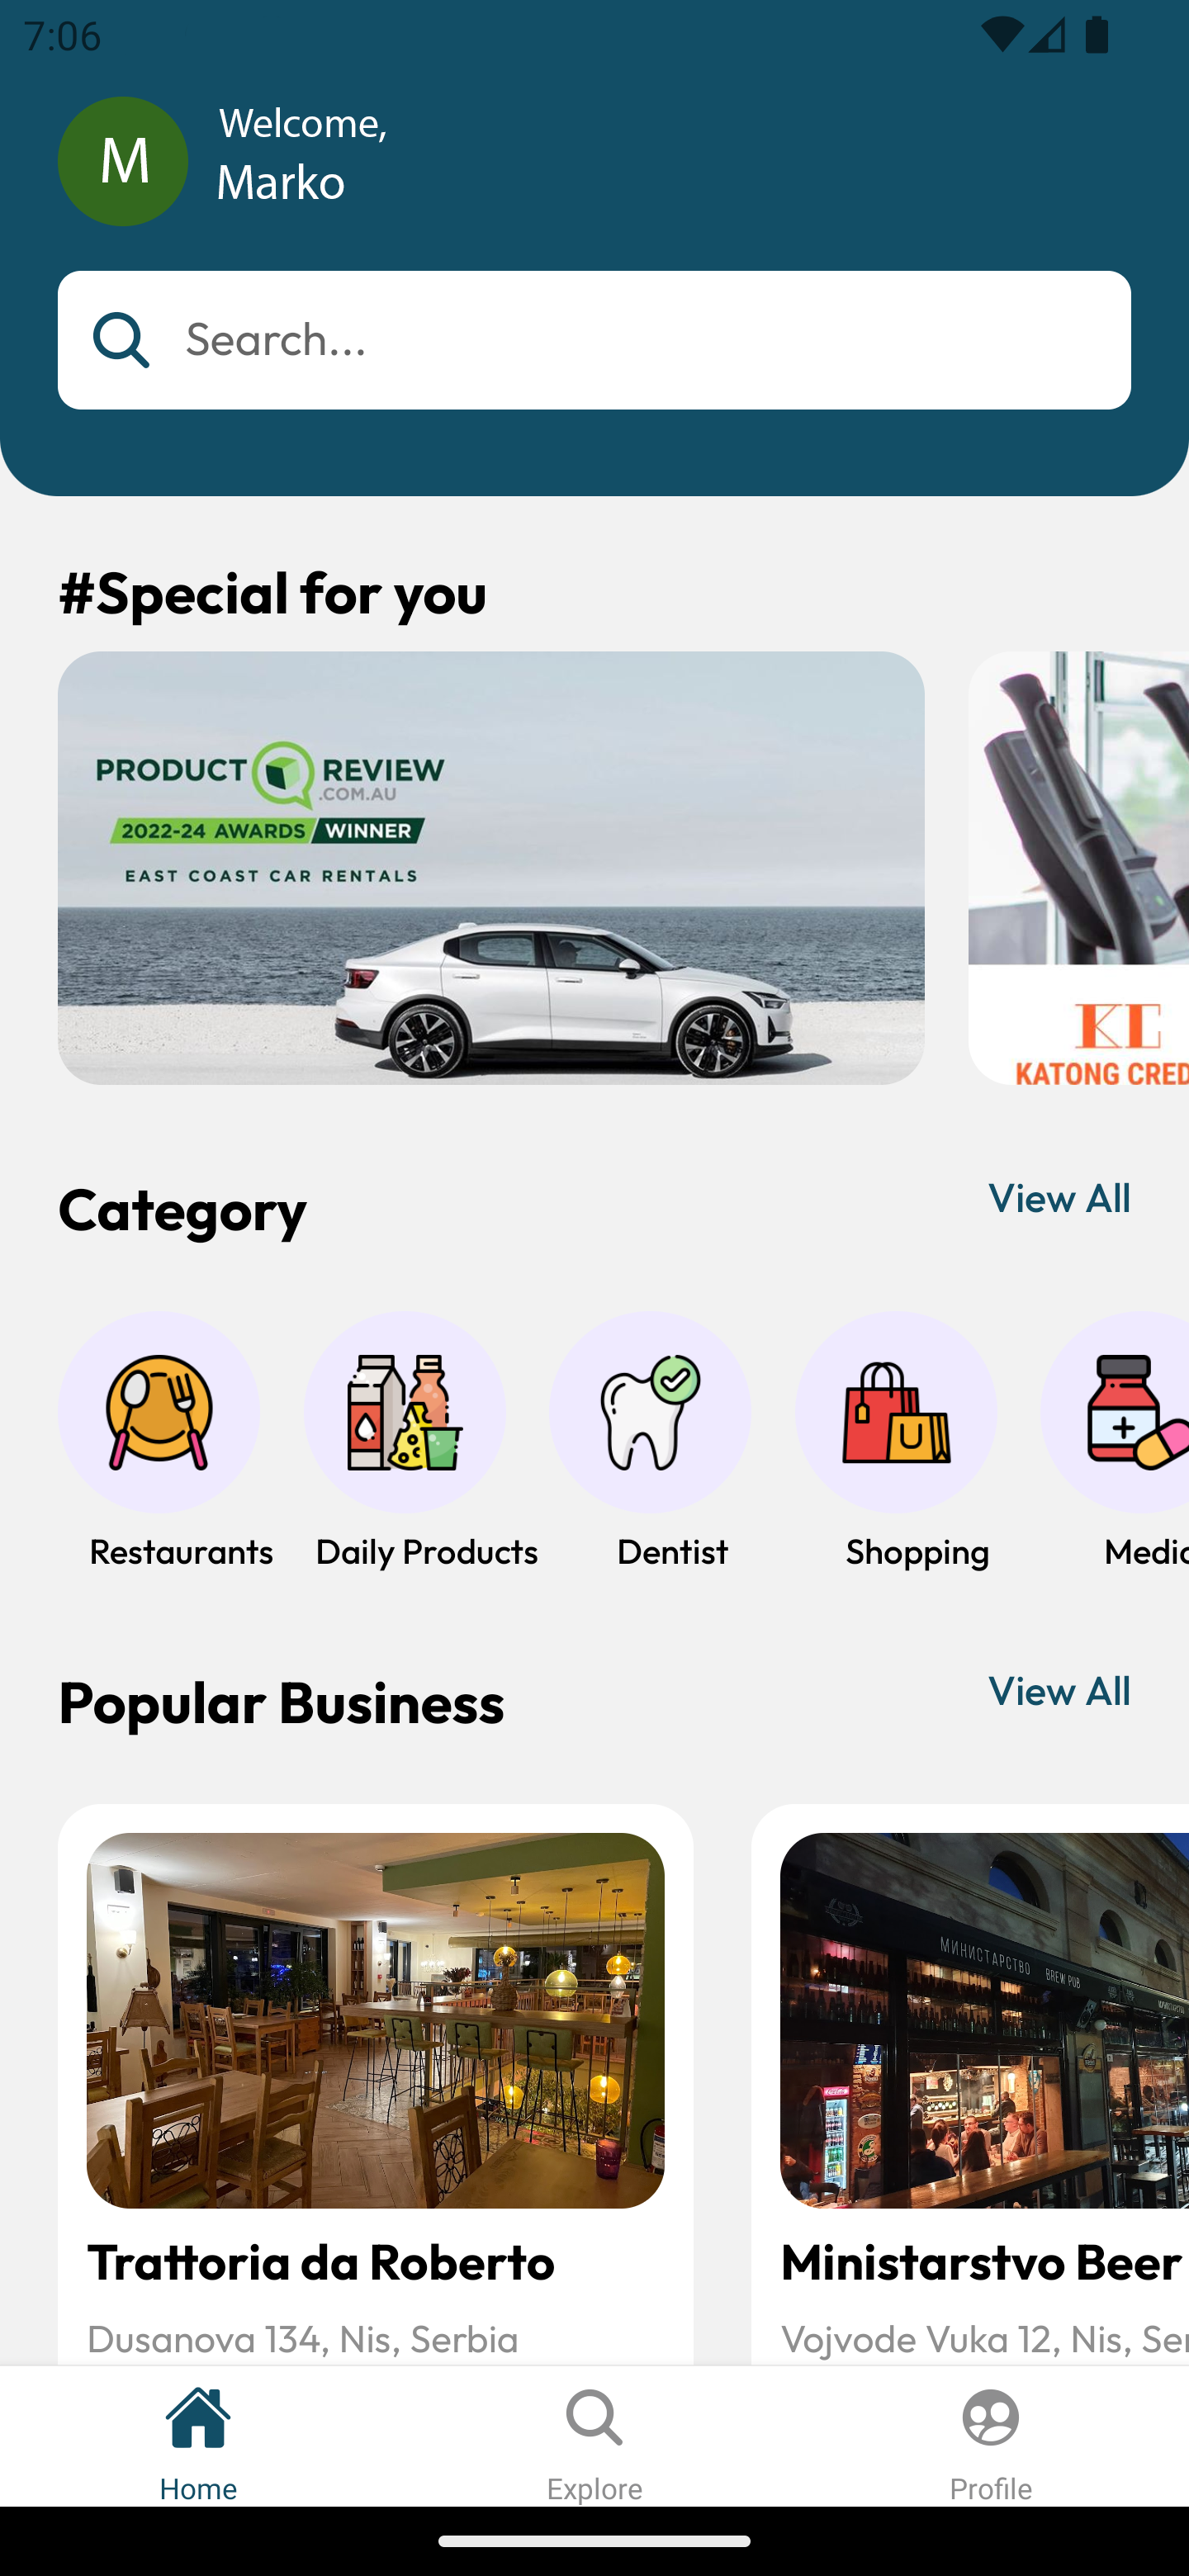 7:06
M
Welcome,
Marko
Search...
#Special for you
PRODUCT REVIEW
.COM.AU
2022-24 AWARDS WINNER
EAST COAST CAR RENTALS
KC
KATONG CRED
Category
View All
Restaurants
Daily Products
Dentist
Shopping
Medic
Popular Business
View All
МИНИСТАРСТВО BREW PUB
Trattoria da Roberto
Dusanova 134, Nis, Serbia
Ministarstvo Beer
Vojvode Vuka 12, Nis, Ser
Home
Explore
Profile